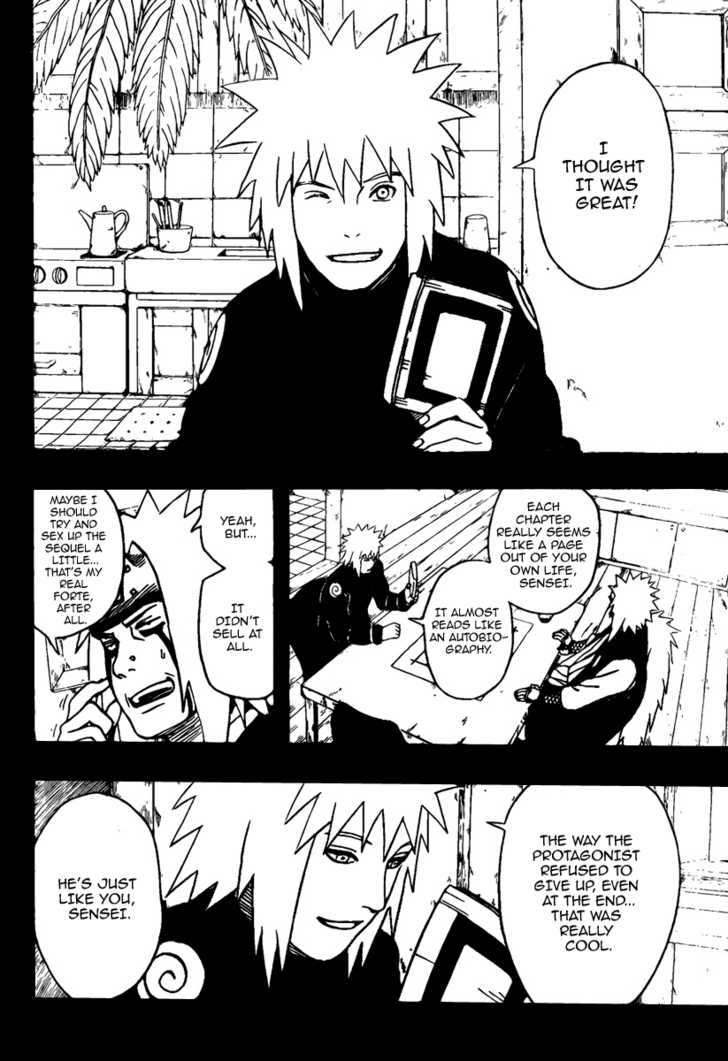 I
THOUGHT
IT WAS
GREAT!
EACH
CHAPTER
REALLY SEEMS
LIKE A PAGE
OUT OF YOUR
OWN LIFE,
SENSEI.
IT ALMOST
READS LIKE
AN AUTOBIO-
GRAPHY.
YEAH,
BUT...
IT
DIDN'T
SELL AT
ALL.
MAYBE I
SHOULD
TRY AND
SEX UP THE
SEQUEL A
LITTLE...
THAT'S MY
REAL
FORTE,
AFTER
ALL.
THE WAY THE
PROTAGONIST
REFUSED TO
GIVE UP, EVEN
AT THE END...
THAT WAS
REALLY
COOL.
HE'S JUST
LIKE YOU,
SENSEI.